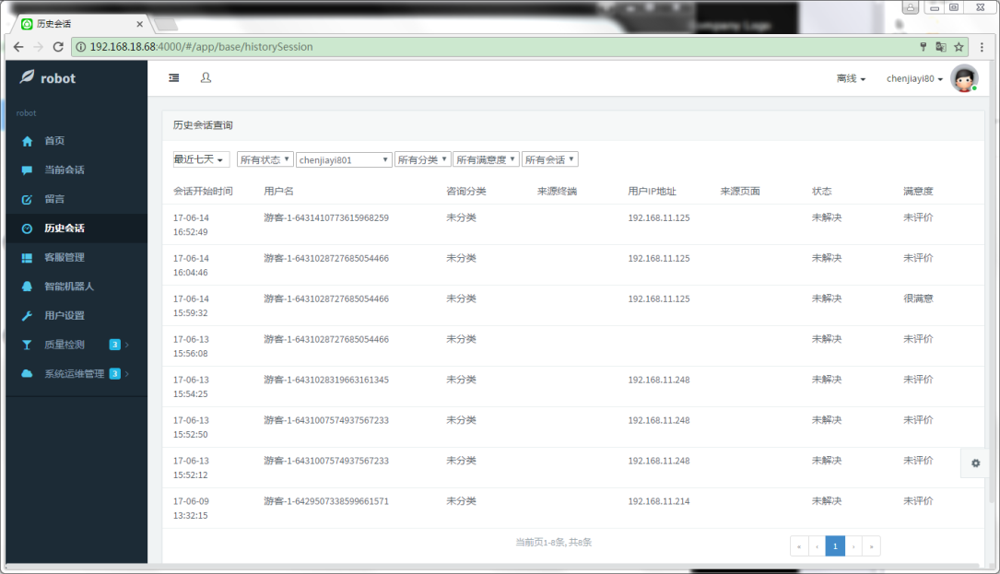 历史会话
192.168.18.68:4000/#/app/base/historySession
robot
离线
chenjiayi80
robot
首页
当前会话
留言
历史会话
客服管理
智能机器人
用户设置
质量检测 3
系统运维管理 3
历史会话查询
最近七天 所有状态 chenjiayi801 所有分类 所有满意度 所有会话
会话开始时间 用户名 咨询分类 来源终端 用户IP地址 来源页面 状态 满意度
17-06-14 游客-1-6431410773615968259 未分类 192.168.11.125 未解决 未评价
16:52:49
17-06-14 游客-1-6431028727685054466 未分类 192.168.11.125 未解决 未评价
16:04:46
17-06-14 游客-1-6431028727685054466 未分类 192.168.11.125 未解决 很满意
15:59:32
17-06-13 游客-1-6431028727685054466 未分类 未解决 未评价
15:56:08
17-06-13 游客-1-6431028319663161345 未分类 192.168.11.248 未解决 未评价
15:54:25
17-06-13 游客-1-6431007574937567233 未分类 192.168.11.248 未解决 未评价
15:52:50
17-06-13 游客-1-6431007574937567233 未分类 192.168.11.248 未解决 未评价
15:52:12
17-06-09 游客-1-6429507338599661571 未分类 192.168.11.214 未解决 未评价
13:32:15
当前页1-8条,共8条
« ‹ 1 › »